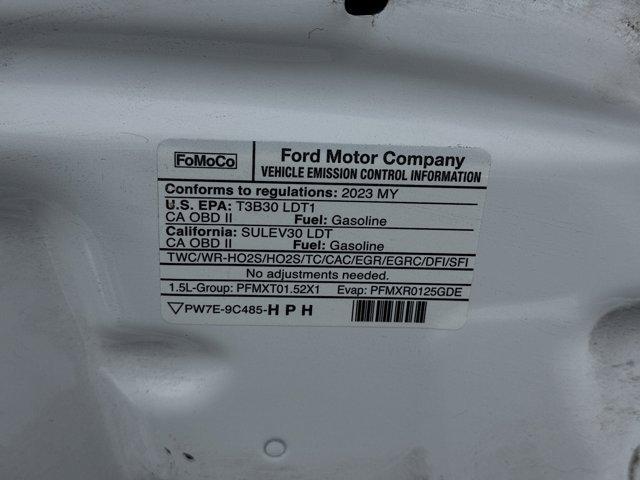 FoMoCo
Ford Motor Company
VEHICLE EMISSION CONTROL INFORMATION
Conforms to regulations: 2023 MY
U.S. EPA: T3B30 LDT1
CA OBD II Fuel: Gasoline
California: SULEV30 LDT
CA OBD II Fuel: Gasoline
TWC/WR-HO2S/HO2S/TC/CAC/EGR/EGRC/DFI/SFI
No adjustments needed.
1.5L-Group: PFMXT01.52X1 Evap: PFMXR0125GDE
PW7E-9C485-H P H